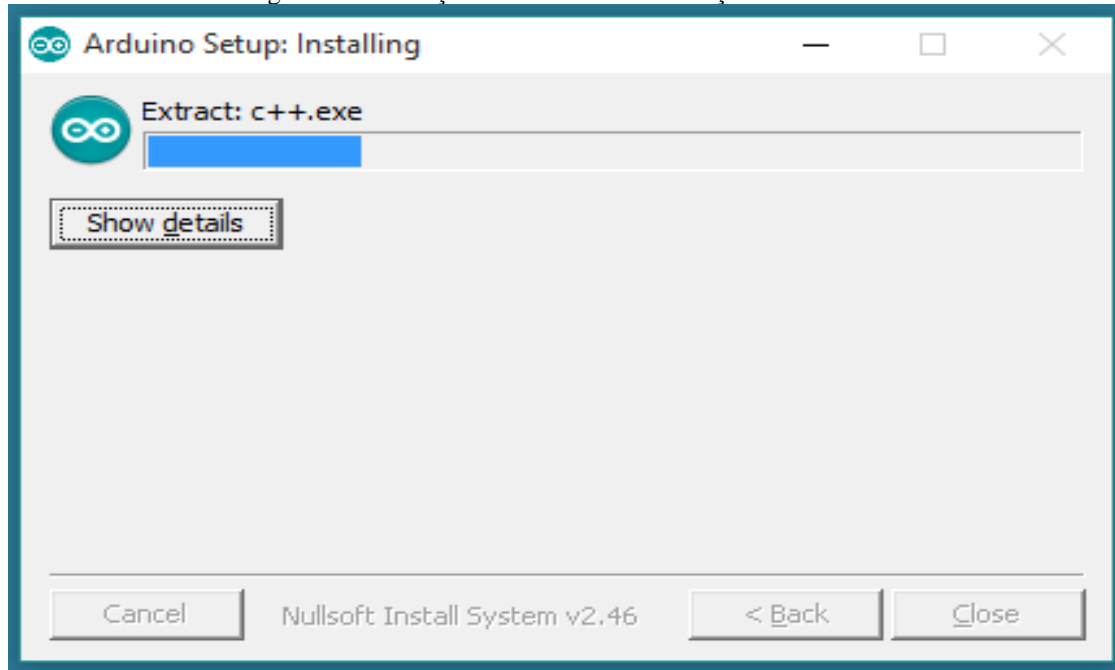 Arduino Setup: Installing
Extract: c++.exe
Show details
Cancel
Nullsoft Install System v2.46
< Back
Close